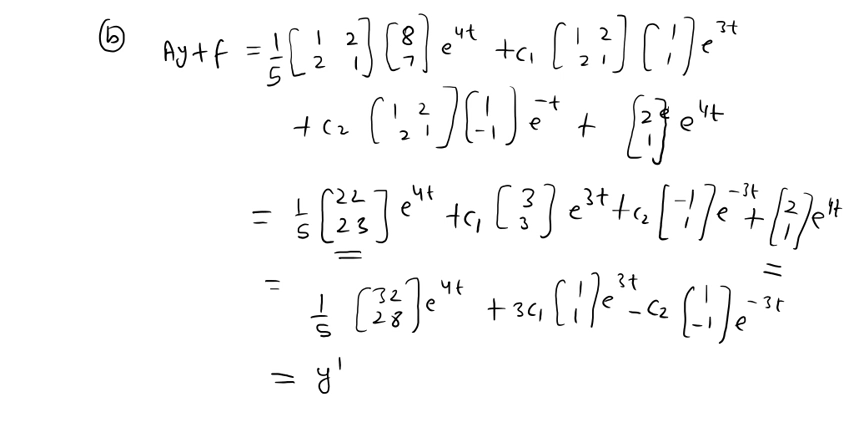 (b) Ay+f = 1/5 [1 2; 2 1] [8; 7] e^{4t} + c₁ [1 2; 2 1] [1; 1] e^{3t}
+ c₂ [1 2; 2 1] [1; -1] e^{-t} + [2; 1] e^{4t}
= 1/5 [22; 23] e^{4t} + c₁ [3; 3] e^{3t} + c₂ [-1; 1] e^{-3t} + [2; 1] e^{4t}
= 1/5 [32; 28] e^{4t} + 3c₁ [1; 1] e^{3t} - c₂ [1; -1] e^{-3t}
= y'